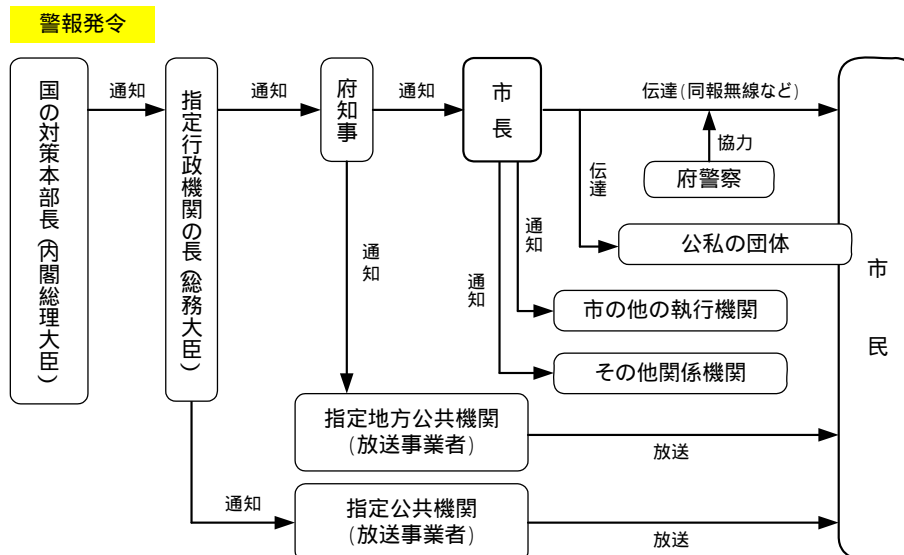 警報発令
国の対策本部長(内閣総理大臣)
通知
指定行政機関の長(総務大臣)
通知
府知事
通知
市長
伝達(同報無線など)
協力
府警察
伝達
公私の団体
通知
市の他の執行機関
通知
その他関係機関
通知
指定地方公共機関
(放送事業者)
放送
通知
指定公共機関
(放送事業者)
放送
市民